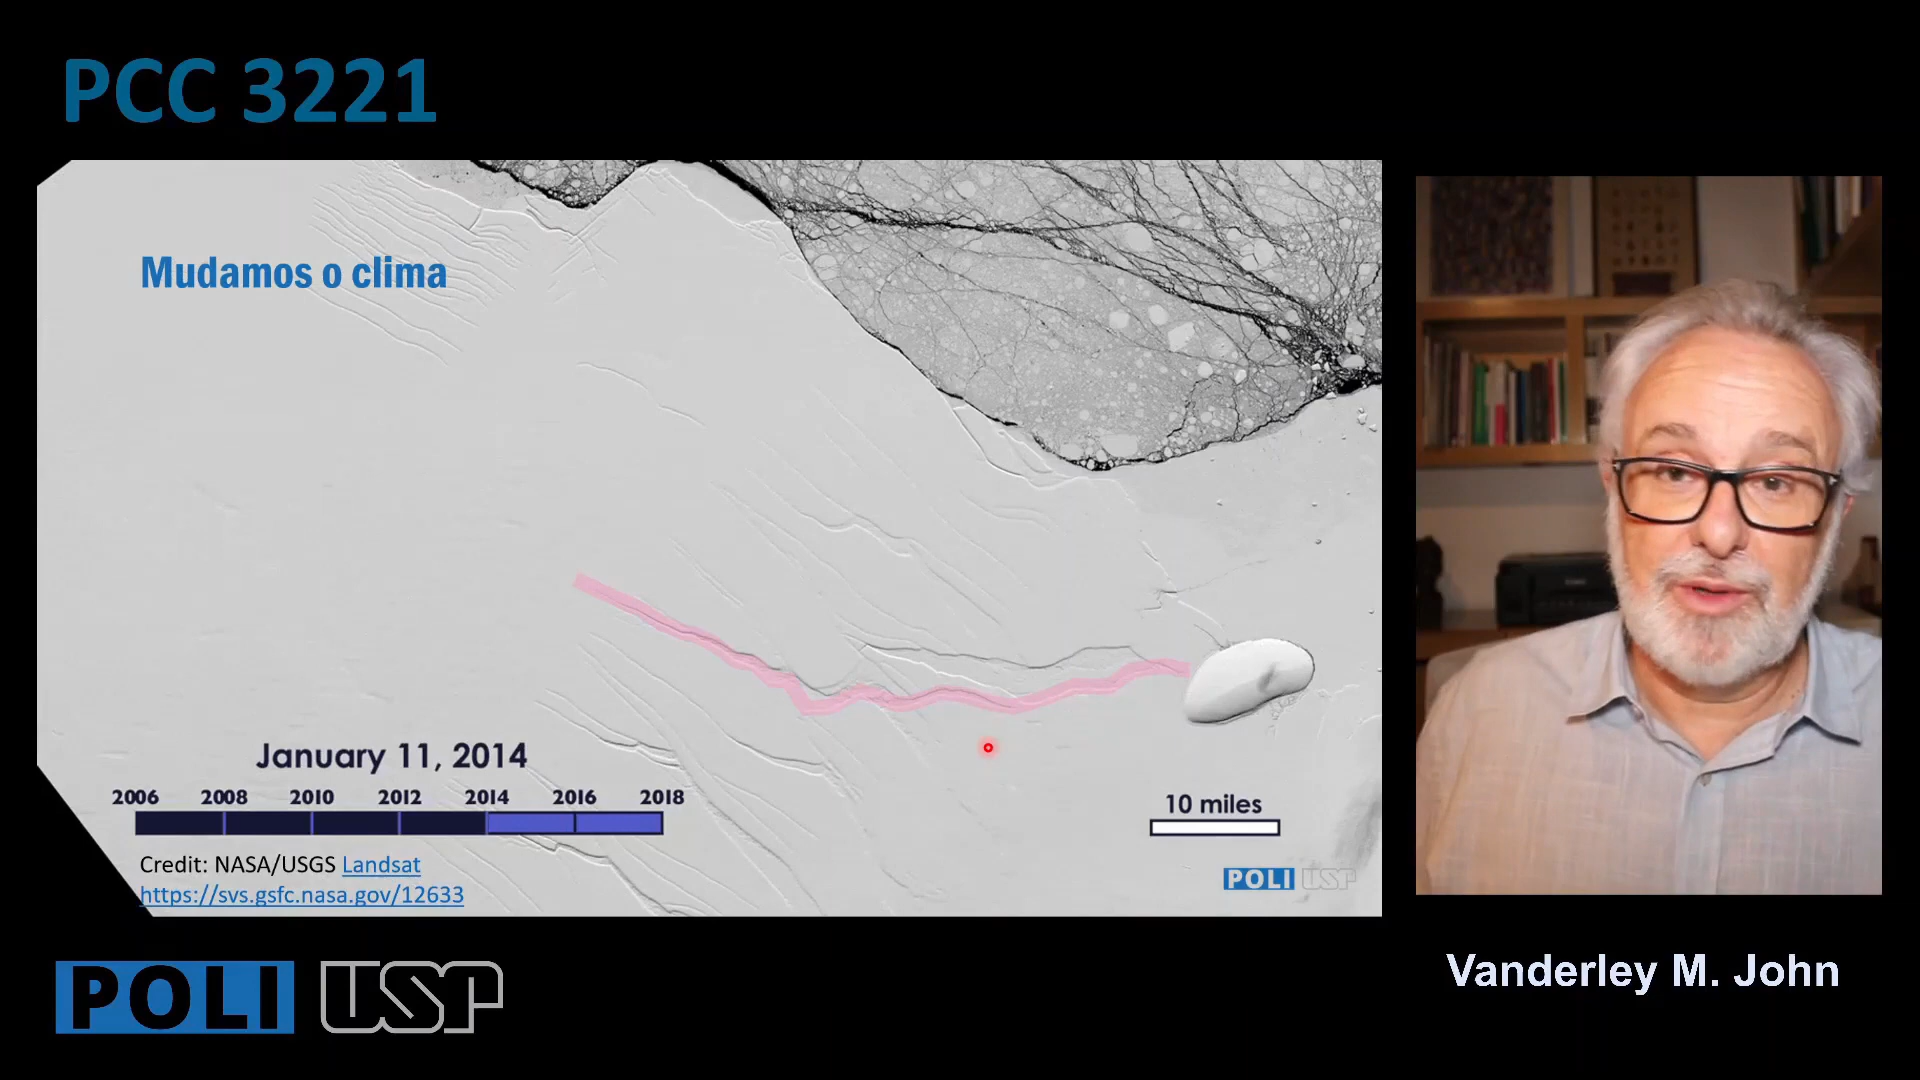 PCC 3221
Mudamos o clima
January 11, 2014
2006 2008 2010 2012 2014 2016 2018
10 miles
Credit: NASA/USGS Landsat
https://svs.gsfc.nasa.gov/12633
POLI USP
POLI USP
Vanderley M. John